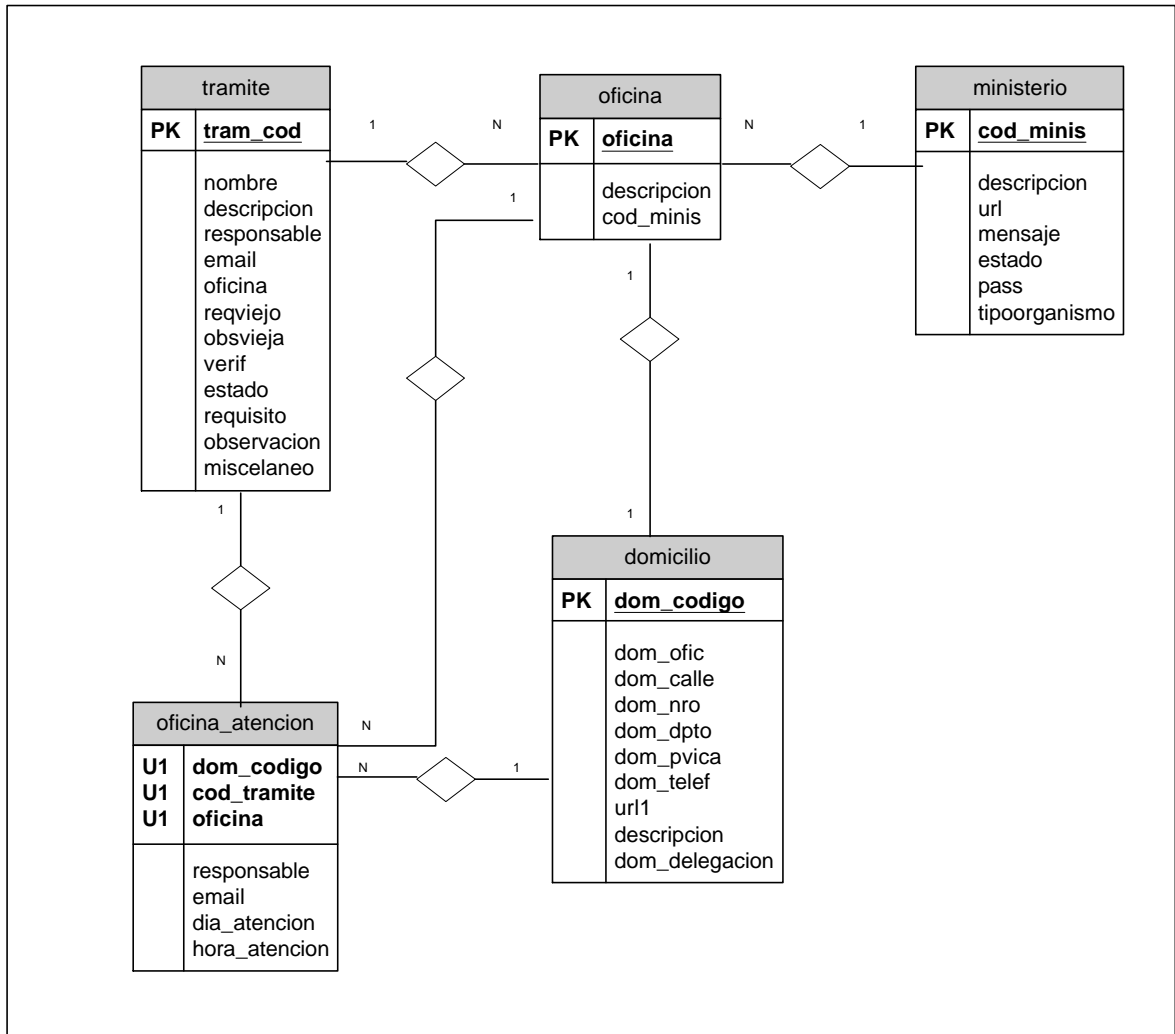 tramite
PK tram_cod
nombre
descripcion
responsable
email
oficina
reqviejo
obsvieja
verif
estado
requisito
observacion
miscelaneo
1
N
oficina
PK oficina
descripcion
cod_minis
N
1
ministerio
PK cod_minis
descripcion
url
mensaje
estado
pass
tipoorganismo
1
1
1
1
N
N
N
1
oficina_atencion
U1 dom_codigo
U1 cod_tramite
U1 oficina
responsable
email
dia_atencion
hora_atencion
domicilio
PK dom_codigo
dom_ofic
dom_calle
dom_nro
dom_dpto
dom_pvica
dom_telef
url1
descripcion
dom_delegacion